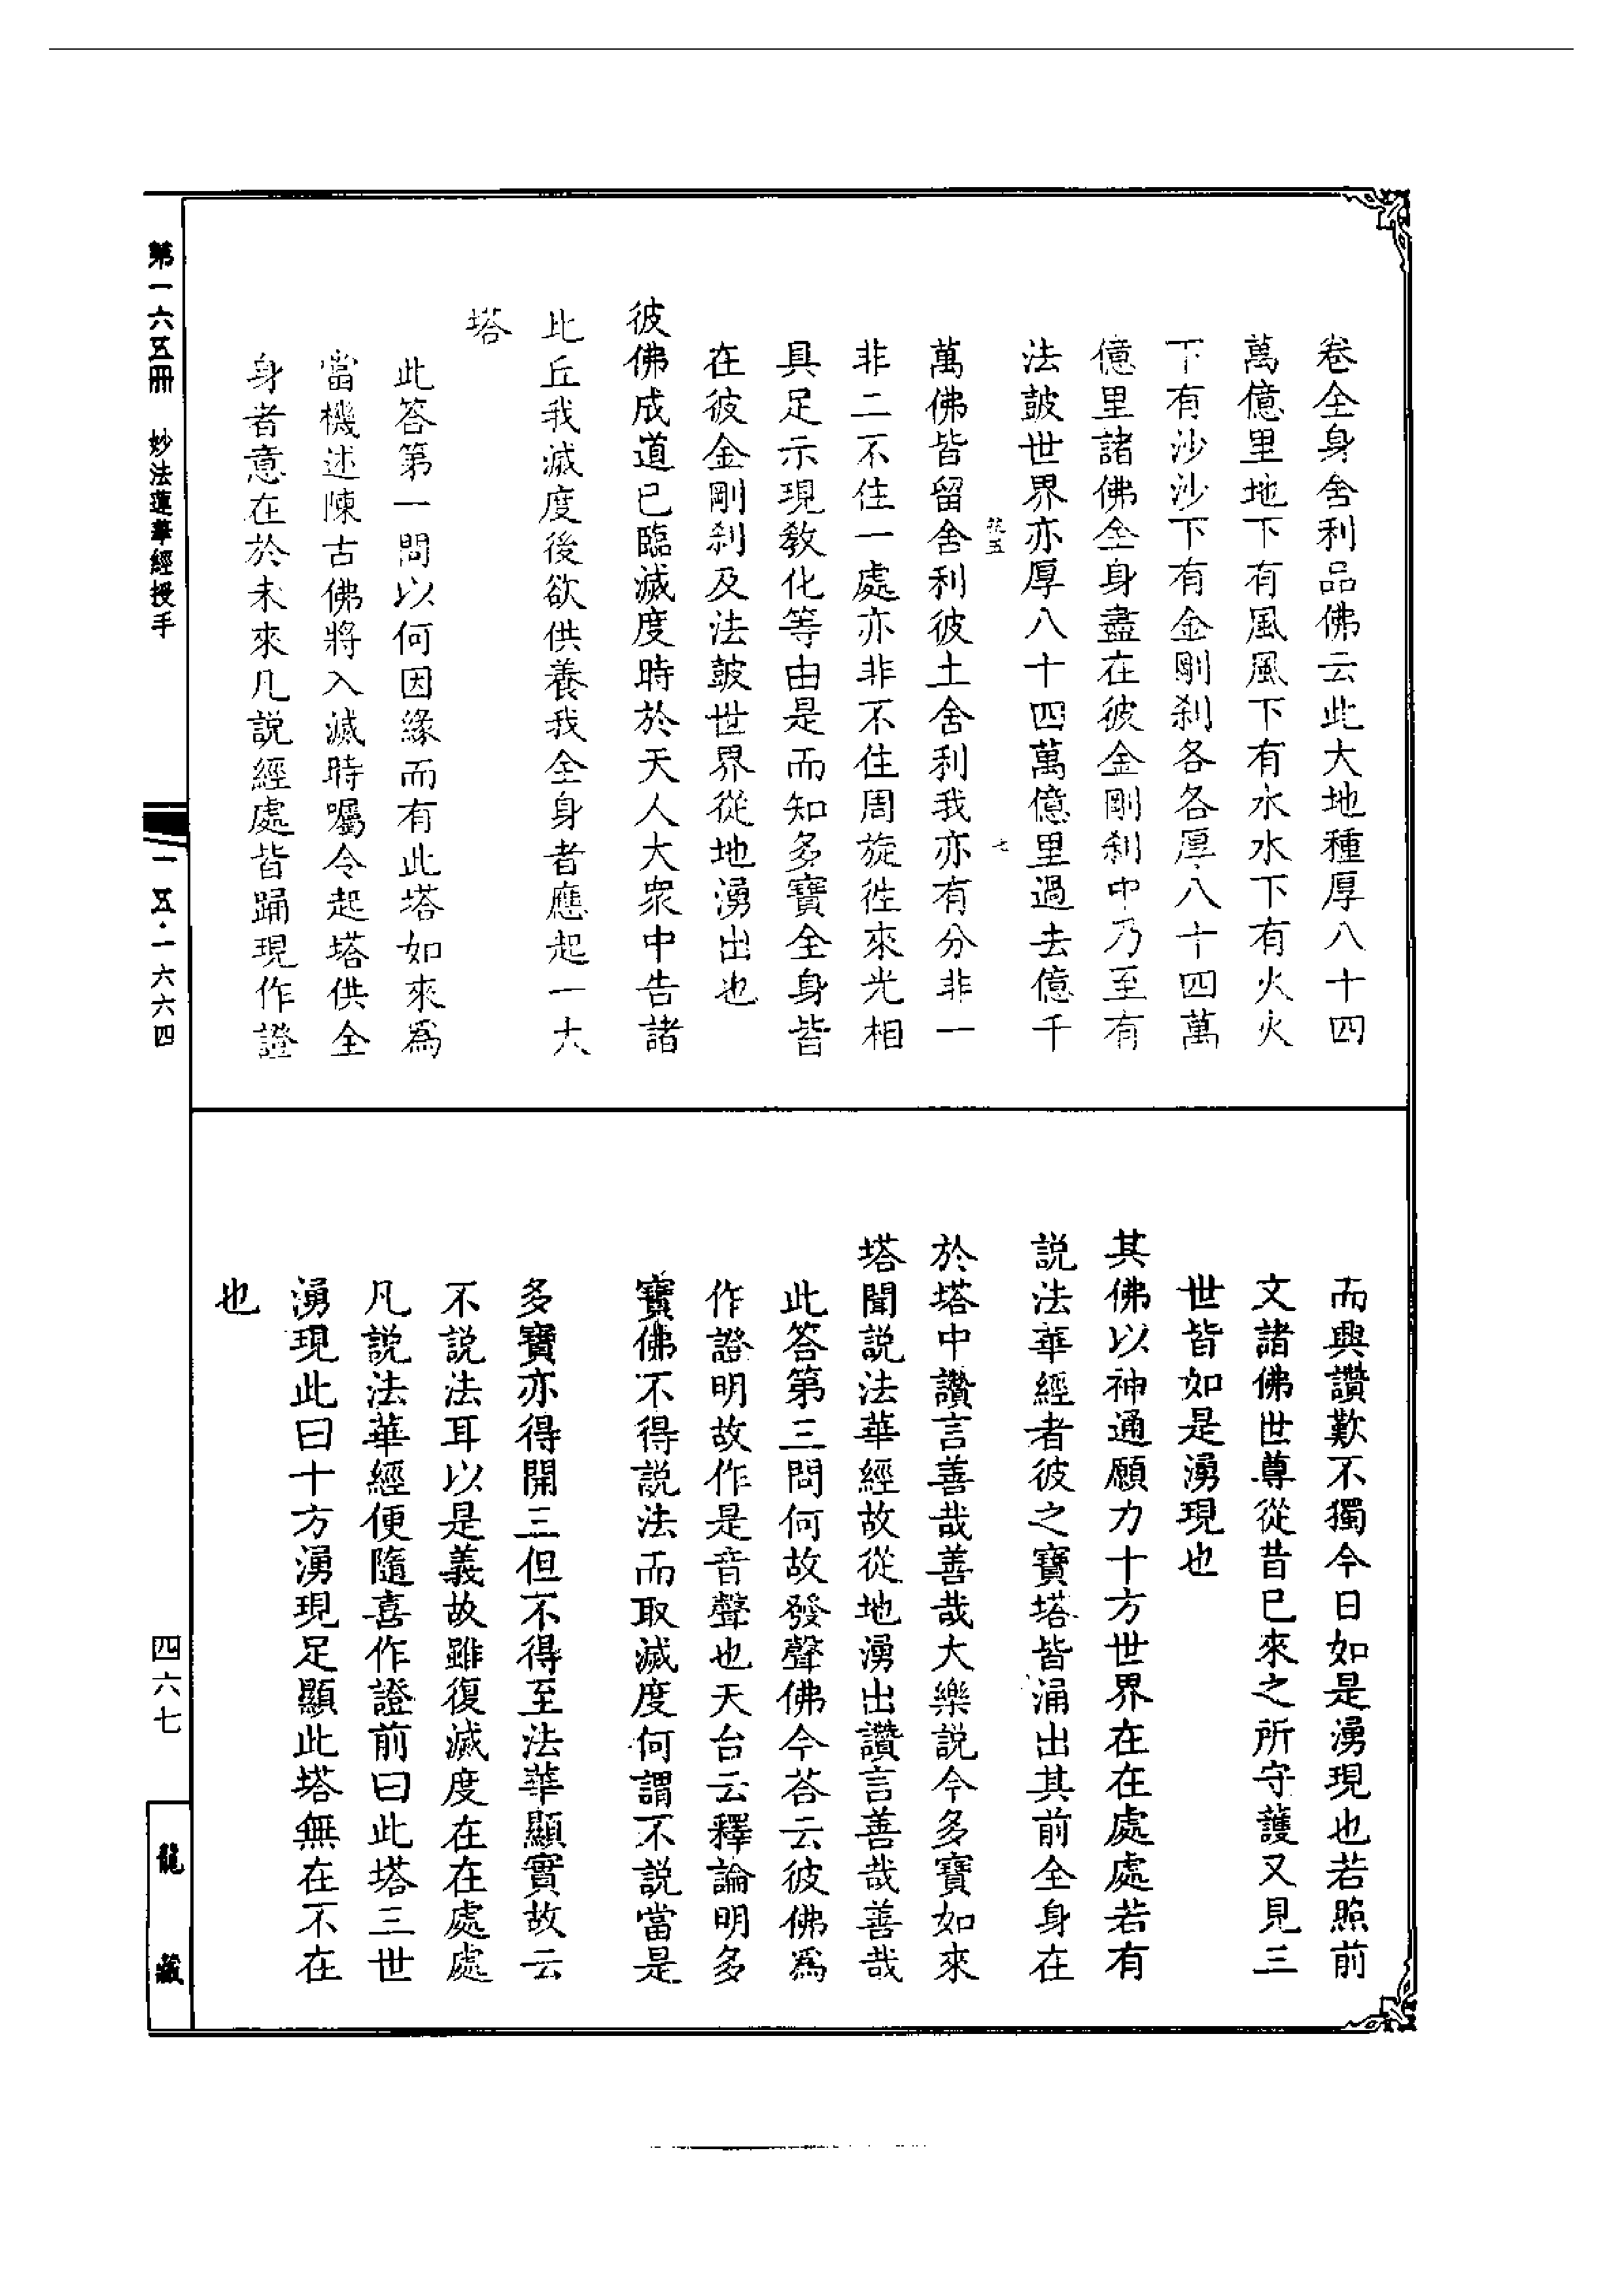 卷全身舍利品佛云此大地種厚八十四
萬億里地下有風風下有水水下有火火
下有沙沙下有金剛刹各各厚八十四萬
億里諸佛全身盡在彼金剛刹中乃至有
法鼓世界亦厚八十四萬億里過去億千
七
萬佛皆留舍利彼土舍利我亦有分非一
非二不住一處亦非不住周旋徃來光相
具足示現教化等由是而知多寶全身皆
在彼金剛刹及法鼓世界從地湧出也
彼佛成道已臨滅度時於天人大衆中告諸
比丘我滅度後欲供養我全身者應起一大
塔
此答第一問以何因緣而有此塔如來爲
當機述陳古佛將入滅時囑令起塔供全
身者意在於未來凡説經處皆踊現作證
而興讚歎不獨今日如是湧現也若照前
文諸佛世尊從昔已來之所守護又見三
世皆如是湧現也
其佛以神通願力十方世界在在處處若有
説法華經者彼之寶塔皆涌出其前全身在
於塔中讚言善哉善哉大樂説今多寶如來
塔聞説法華經故從地湧出讚言善哉善哉
此答第三問何故發聲佛今荅云彼佛爲
作證明故作是音聲也天台云釋論明多
寶佛不得説法而取滅度何謂不説當是
多寶亦得開三但不得至法華顯實故云
不説法耳以是義故雖復滅度在在處處
凡説法華經便隨喜作證前曰此塔三世
湧現此曰十方湧現足顯此塔無在不在
也
第一六五冊 妙法蓮華經授手
一五·一六六四
四六七
龍藏